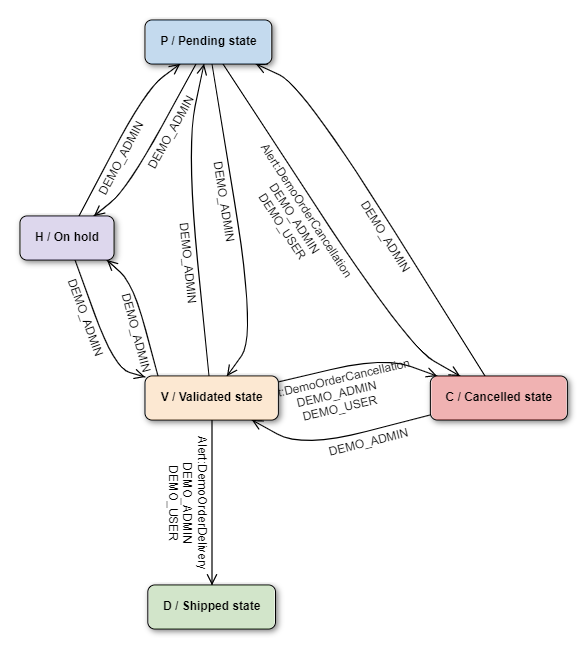 P / Pending state
DEMO_ADMIN
DEMO_ADMIN
DEMO_ADMIN
DEMO_ADMIN
Alert:DemoOrderCancellation
DEMO_ADMIN
DEMO_USER
DEMO_ADMIN
H / On hold
DEMO_ADMIN
DEMO_ADMIN
V / Validated state
t:DemoOrderCancellation
DEMO_ADMIN
DEMO_USER
C / Cancelled state
DEMO_ADMIN
Alert:DemoOrderDelivery
DEMO_ADMIN
DEMO_USER
D / Shipped state